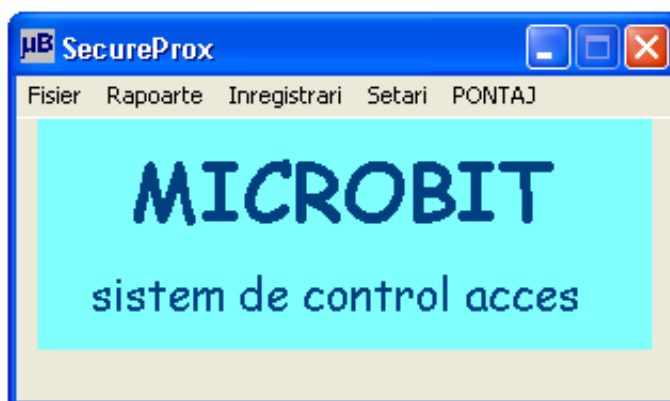 µB SecureProx
Fisier Rapoarte Inregistrari Setari PONTAJ
MICROBIT
sistem de control acces